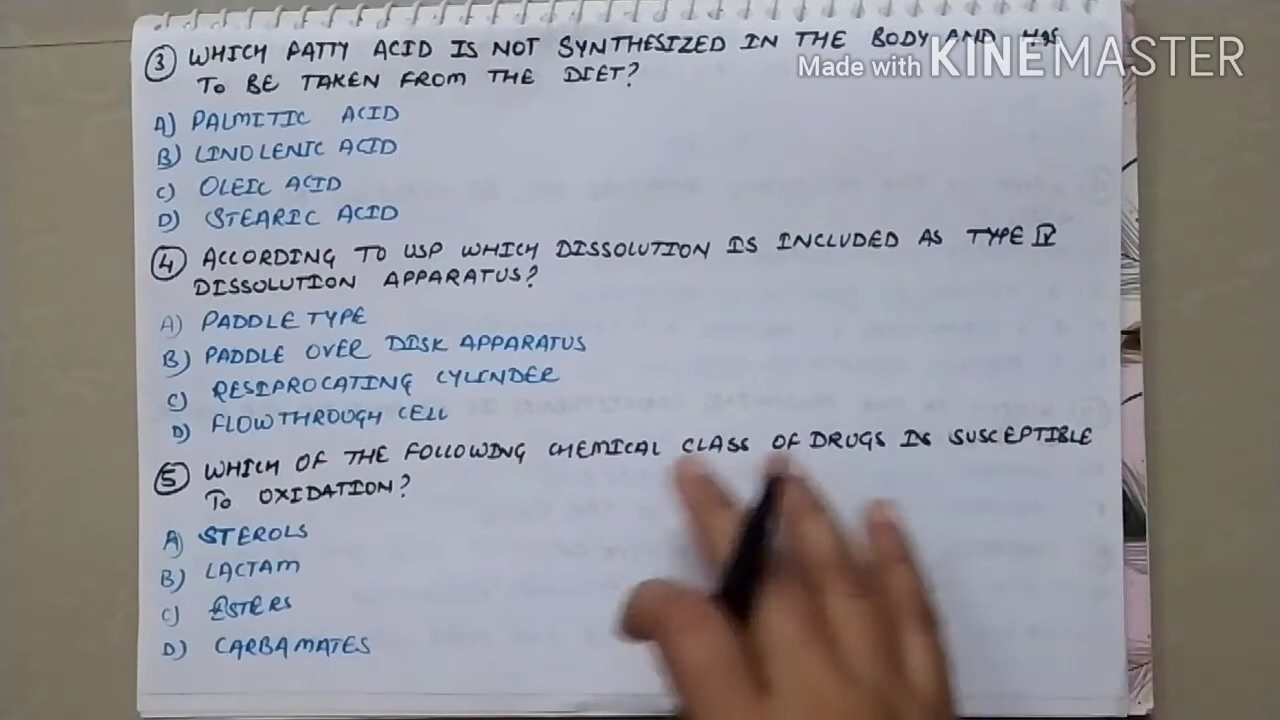 ③ WHICH FATTY ACID IS NOT SYNTHESIZED IN THE BODY AND HAS
TO BE TAKEN FROM THE DIET?
A) PALMITIC ACID
B) LINOLENIC ACID
C) OLEIC ACID
D) STEARIC ACID
④ ACCORDING TO USP WHICH DISSOLUTION IS INCLUDED AS TYPE IV
DISSOLUTION APPARATUS?
A) PADDLE TYPE
B) PADDLE OVER DISK APPARATUS
C) RESIPROCATING CYLINDER
D) FLOWTHROUGH CELL
⑤ WHICH OF THE FOLLOWING CHEMICAL CLASS OF DRUGS IS SUSCEPTIBLE
TO OXIDATION?
A) STEROLS
B) LACTAM
C) ESTERS
D) CARBAMATES
Made with KINEMASTER